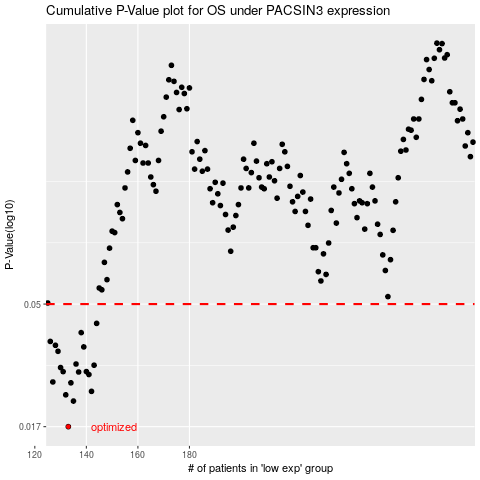 Cumulative P-Value plot for OS under PACSIN3 expression
P-Value(log10)
0.05
0.017
optimized
120 140 160 180
# of patients in 'low exp' group